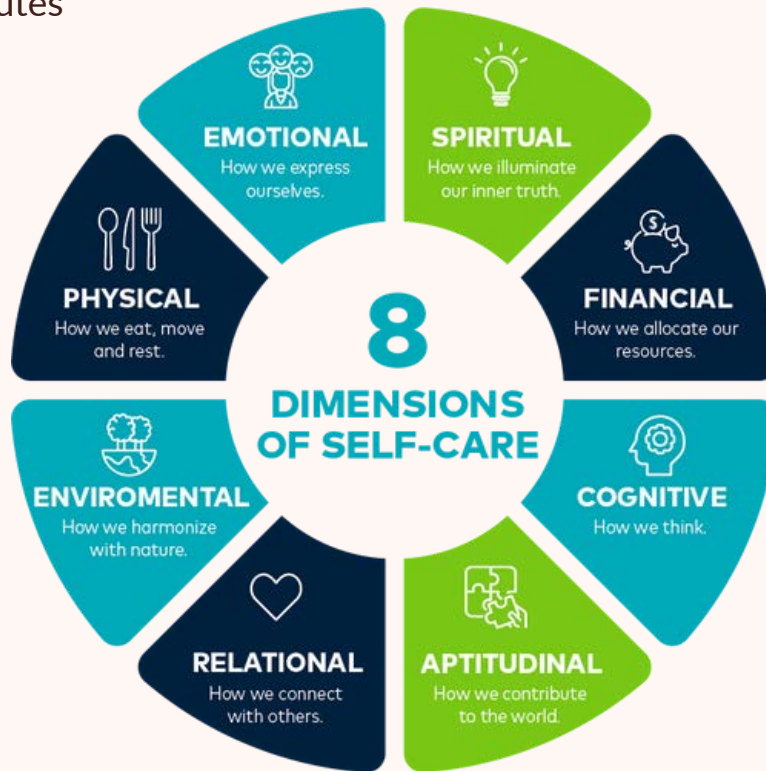 EMOTIONAL
How we express
ourselves.
SPIRITUAL
How we illuminate
our inner truth.
FINANCIAL
How we allocate our
resources.
COGNITIVE
How we think.
APTITUDINAL
How we contribute
to the world.
RELATIONAL
How we connect
with others.
ENVIROMENTAL
How we harmonize
with nature.
PHYSICAL
How we eat, move
and rest.
8
DIMENSIONS
OF SELF-CARE
$